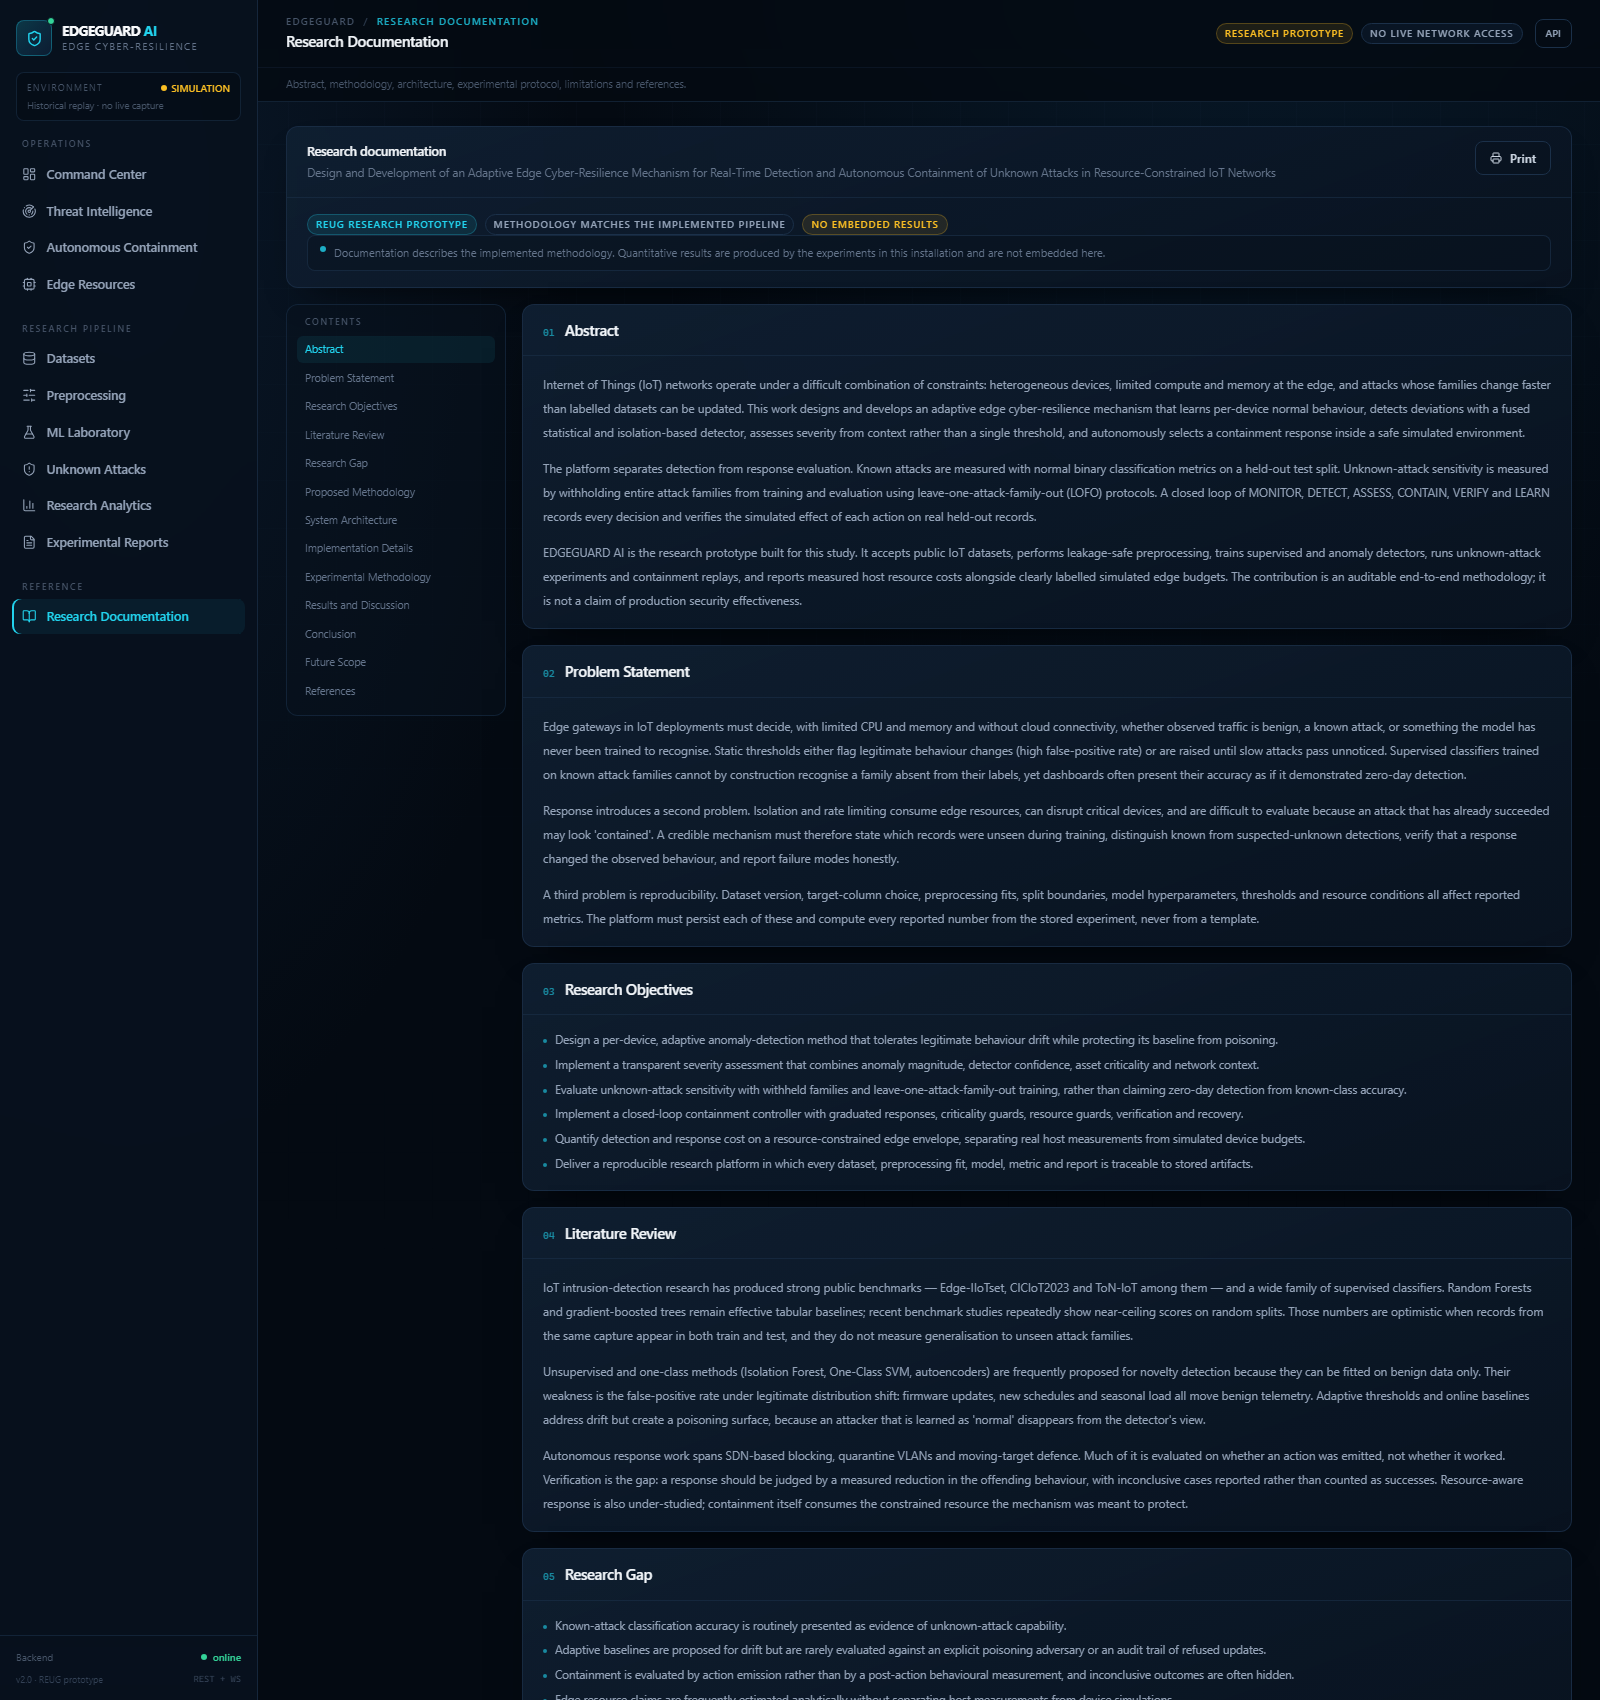 EDGEGUARD AI
EDGE CYBER-RESILIENCE
ENVIRONMENT
SIMULATION
Historical replay · no live capture
OPERATIONS
Command Center
Threat Intelligence
Autonomous Containment
Edge Resources
RESEARCH PIPELINE
Datasets
Preprocessing
ML Laboratory
Unknown Attacks
Research Analytics
Experimental Reports
REFERENCE
Research Documentation
Backend
online
v2.0 · REUG prototype
REST + WS
EDGEGUARD / RESEARCH DOCUMENTATION
Research Documentation
RESEARCH PROTOTYPE
NO LIVE NETWORK ACCESS
API
Abstract, methodology, architecture, experimental protocol, limitations and references.
Research documentation
Design and Development of an Adaptive Edge Cyber-Resilience Mechanism for Real-Time Detection and Autonomous Containment of Unknown Attacks in Resource-Constrained IoT Networks
Print
REUG RESEARCH PROTOTYPE
METHODOLOGY MATCHES THE IMPLEMENTED PIPELINE
NO EMBEDDED RESULTS
Documentation describes the implemented methodology. Quantitative results are produced by the experiments in this installation and are not embedded here.
CONTENTS
Abstract
Problem Statement
Research Objectives
Literature Review
Research Gap
Proposed Methodology
System Architecture
Implementation Details
Experimental Methodology
Results and Discussion
Conclusion
Future Scope
References
01 Abstract
Internet of Things (IoT) networks operate under a difficult combination of constraints: heterogeneous devices, limited compute and memory at the edge, and attacks whose families change faster
than labelled datasets can be updated. This work designs and develops an adaptive edge cyber-resilience mechanism that learns per-device normal behaviour, detects deviations with a fused
statistical and isolation-based detector, assesses severity from context rather than a single threshold, and autonomously selects a containment response inside a safe simulated environment.
The platform separates detection from response evaluation. Known attacks are measured with normal binary classification metrics on a held-out test split. Unknown-attack sensitivity is measured
by withholding entire attack families from training and evaluation using leave-one-attack-family-out (LOFO) protocols. A closed loop of MONITOR, DETECT, ASSESS, CONTAIN, VERIFY and LEARN
records every decision and verifies the simulated effect of each action on real held-out records.
EDGEGUARD AI is the research prototype built for this study. It accepts public IoT datasets, performs leakage-safe preprocessing, trains supervised and anomaly detectors, runs unknown-attack
experiments and containment replays, and reports measured host resource costs alongside clearly labelled simulated edge budgets. The contribution is an auditable end-to-end methodology; it
is not a claim of production security effectiveness.
02 Problem Statement
Edge gateways in IoT deployments must decide, with limited CPU and memory and without cloud connectivity, whether observed traffic is benign, a known attack, or something the model has
never been trained to recognise. Static thresholds either flag legitimate behaviour changes (high false-positive rate) or are raised until slow attacks pass unnoticed. Supervised classifiers trained
on known attack families cannot by construction recognise a family absent from their labels, yet dashboards often present their accuracy as if it demonstrated zero-day detection.
Response introduces a second problem. Isolation and rate limiting consume edge resources, can disrupt critical devices, and are difficult to evaluate because an attack that has already succeeded
may look 'contained'. A credible mechanism must therefore state which records were unseen during training, distinguish known from suspected-unknown detections, verify that a response
changed the observed behaviour, and report failure modes honestly.
A third problem is reproducibility. Dataset version, target-column choice, preprocessing fits, split boundaries, model hyperparameters, thresholds and resource conditions all affect reported
metrics. The platform must persist each of these and compute every reported number from the stored experiment, never from a template.
03 Research Objectives
Design a per-device, adaptive anomaly-detection method that tolerates legitimate behaviour drift while protecting its baseline from poisoning.
Implement a transparent severity assessment that combines anomaly magnitude, detector confidence, asset criticality and network context.
Evaluate unknown-attack sensitivity with withheld families and leave-one-attack-family-out training, rather than claiming zero-day detection from known-class accuracy.
Implement a closed-loop containment controller with graduated responses, criticality guards, resource guards, verification and recovery.
Quantify detection and response cost on a resource-constrained edge envelope, separating real host measurements from simulated device budgets.
Deliver a reproducible research platform in which every dataset, preprocessing fit, model, metric and report is traceable to stored artifacts.
04 Literature Review
IoT intrusion-detection research has produced strong public benchmarks — Edge-IIoTset, CICIoT2023 and ToN-IoT among them — and a wide family of supervised classifiers. Random Forests
and gradient-boosted trees remain effective tabular baselines; recent benchmark studies repeatedly show near-ceiling scores on random splits. Those numbers are optimistic when records from
the same capture appear in both train and test, and they do not measure generalisation to unseen attack families.
Unsupervised and one-class methods (Isolation Forest, One-Class SVM, autoencoders) are frequently proposed for novelty detection because they can be fitted on benign data only. Their
weakness is the false-positive rate under legitimate distribution shift: firmware updates, new schedules and seasonal load all move benign telemetry. Adaptive thresholds and online baselines
address drift but create a poisoning surface, because an attacker that is learned as 'normal' disappears from the detector's view.
Autonomous response work spans SDN-based blocking, quarantine VLANs and moving-target defence. Much of it is evaluated on whether an action was emitted, not whether it worked.
Verification is the gap: a response should be judged by a measured reduction in the offending behaviour, with inconclusive cases reported rather than counted as successes. Resource-aware
response is also under-studied; containment itself consumes the constrained resource the mechanism was meant to protect.
05 Research Gap
Known-attack classification accuracy is routinely presented as evidence of unknown-attack capability.
Adaptive baselines are proposed for drift but are rarely evaluated against an explicit poisoning adversary or an audit trail of refused updates.
Containment is evaluated by action emission rather than by a post-action behavioural measurement, and inconclusive outcomes are often hidden.
Edge resource claims are frequently estimated analytically without separating host measurements from device simulations.